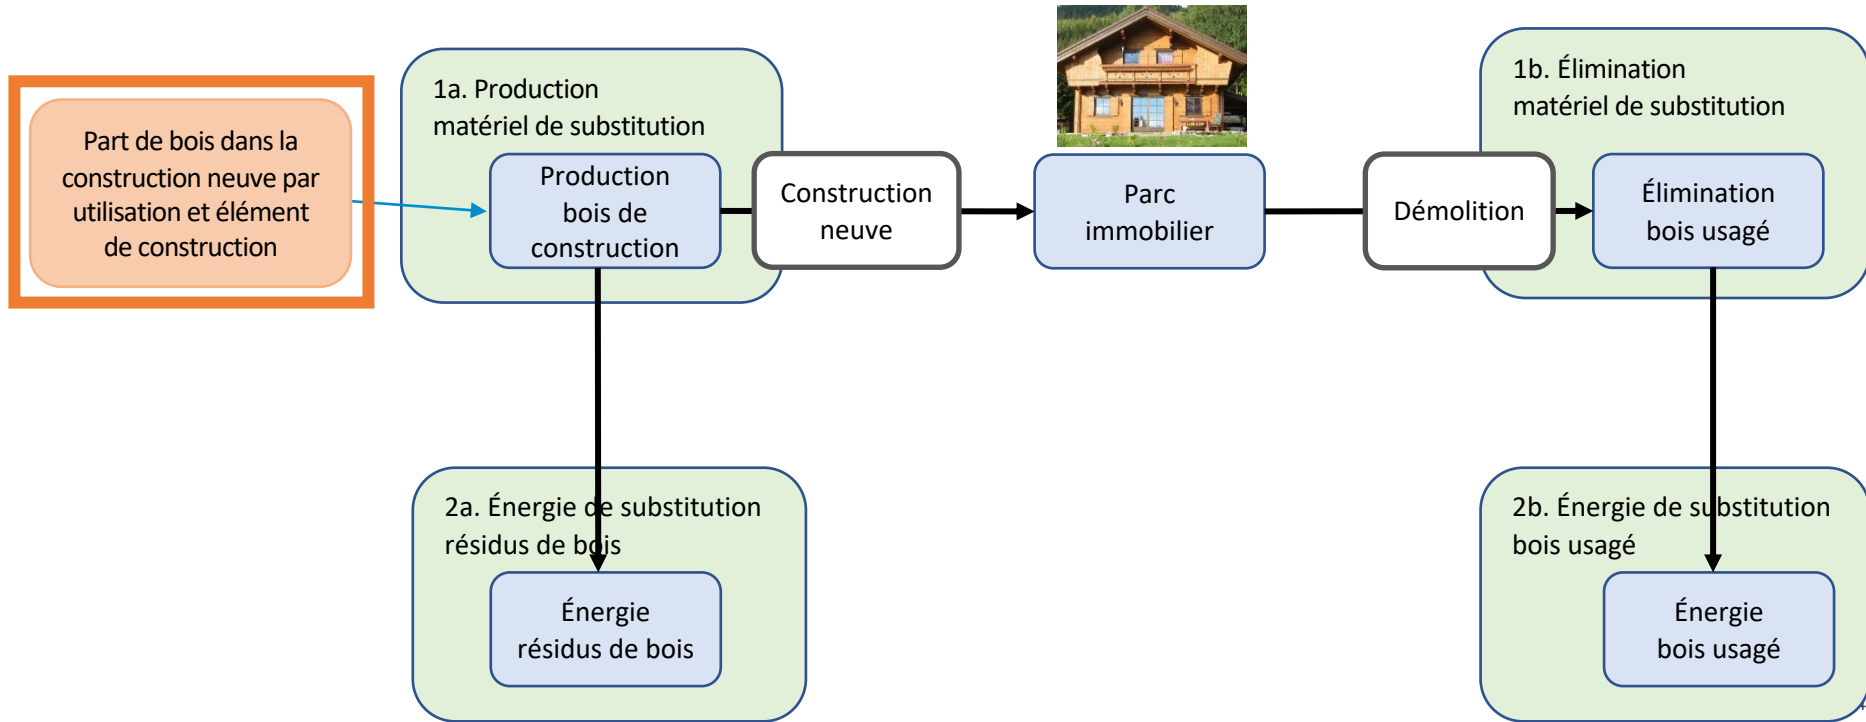 Part de bois dans la
construction neuve par
utilisation et élément
de construction
1a. Production
matériel de substitution
Production
bois de
construction
Construction
neuve
Parc
immobilier
Démolition
1b. Élimination
matériel de substitution
Élimination
bois usagé
2a. Énergie de substitution
résidus de bois
Énergie
résidus de bois
2b. Énergie de substitution
bois usagé
Énergie
bois usagé